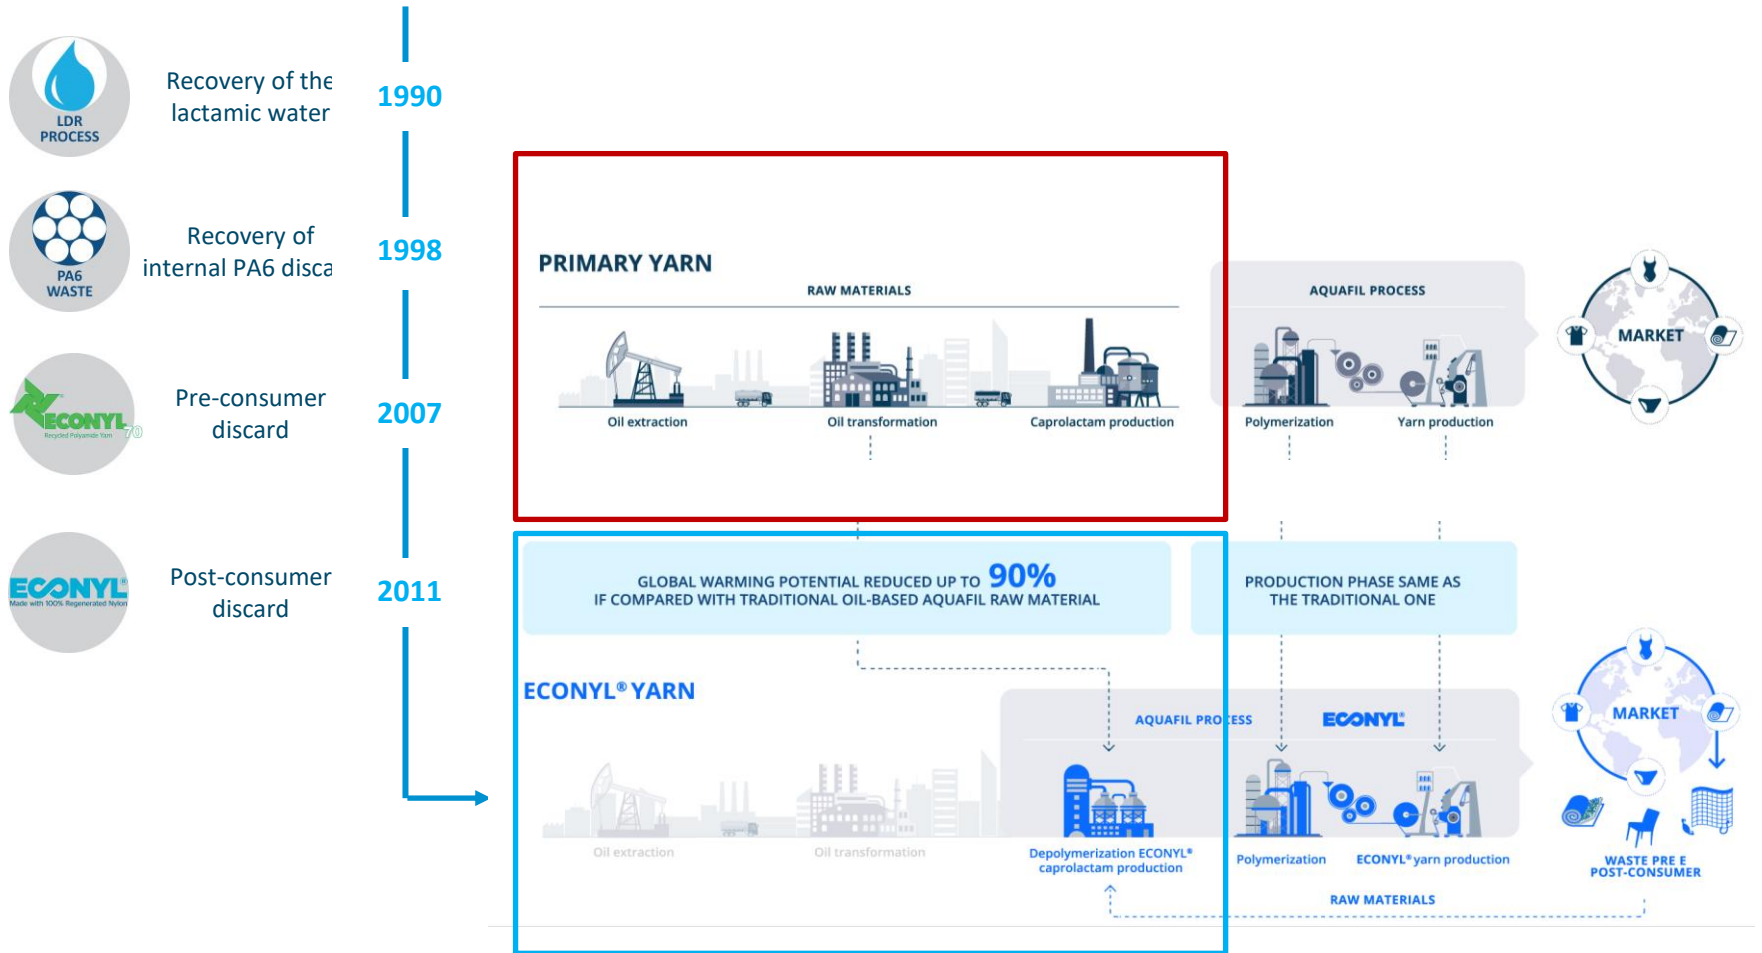 LDR
PROCESS
Recovery of the
lactamic water
1990
PA6
WASTE
Recovery of
internal PA6 disca
1998
ECONYL
70
Recycled Polyamide Yarn
Pre-consumer
discard
2007
ECONYL®
Made with 100% Regenerated Nylon
Post-consumer
discard
2011
PRIMARY YARN
RAW MATERIALS
Oil extraction
Oil transformation
Caprolactam production
AQUAFIL PROCESS
Polymerization
Yarn production
MARKET
GLOBAL WARMING POTENTIAL REDUCED UP TO 90%
IF COMPARED WITH TRADITIONAL OIL-BASED AQUAFIL RAW MATERIAL
PRODUCTION PHASE SAME AS
THE TRADITIONAL ONE
ECONYL® YARN
AQUAFIL PROCESS
ECONYL®
Oil extraction
Oil transformation
Depolymerization ECONYL®
caprolactam production
Polymerization
ECONYL® yarn production
MARKET
WASTE PRE E
POST-CONSUMER
RAW MATERIALS